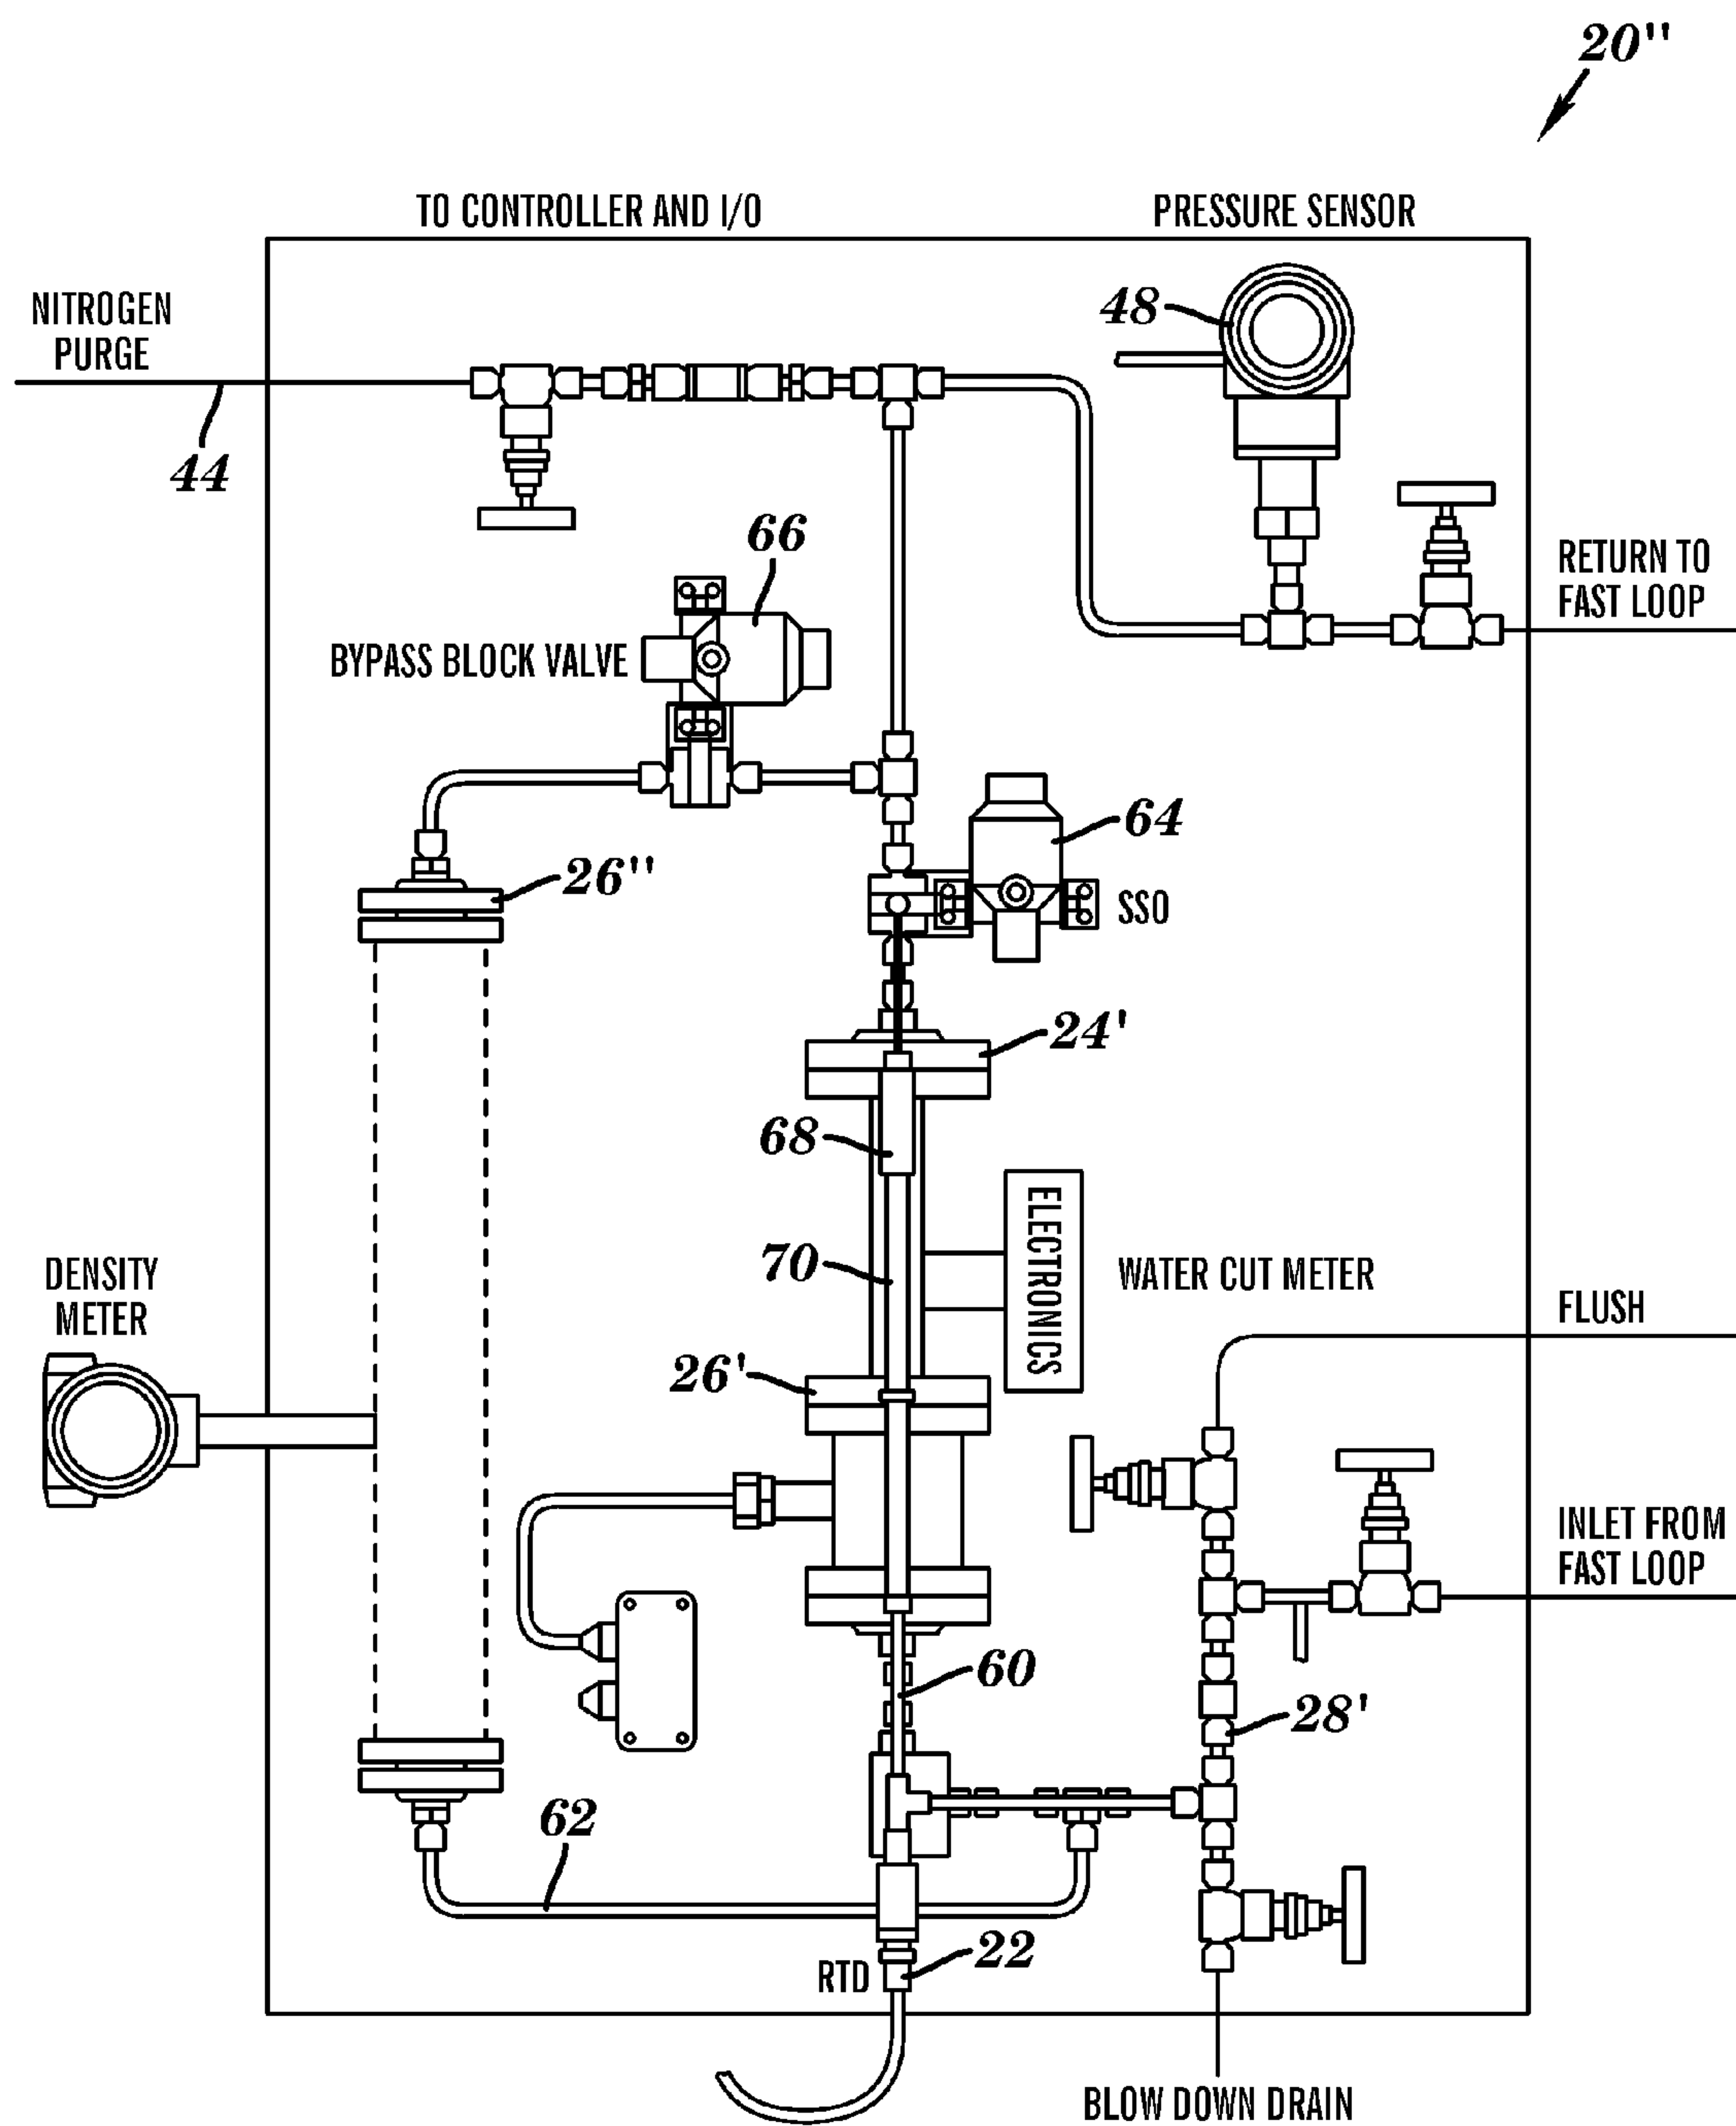 20"
TO CONTROLLER AND I/O
PRESSURE SENSOR
NITROGEN
PURGE
48
44
66
RETURN TO
FAST LOOP
BYPASS BLOCK VALVE
64
26"
SSO
24'
68
ELECTRONICS
70
WATER CUT METER
DENSITY
METER
FLUSH
26'
INLET FROM
FAST LOOP
60
28'
62
22
RTD
BLOW DOWN DRAIN